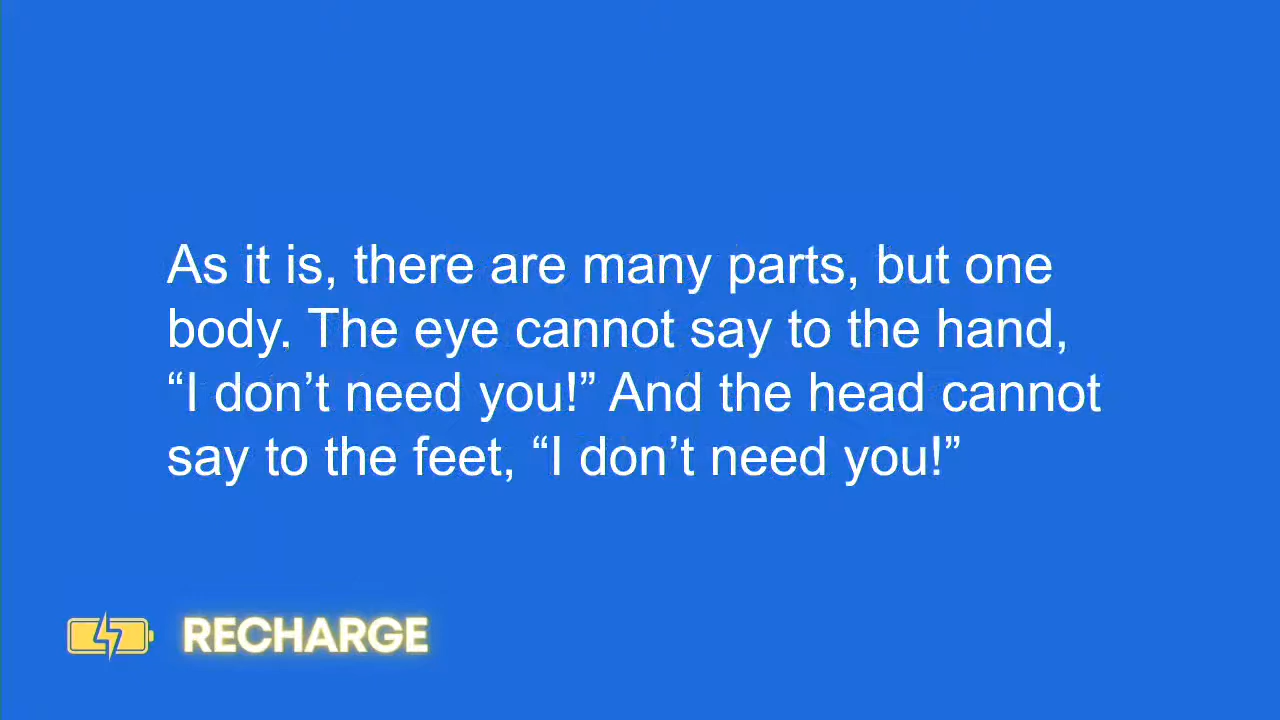 As it is, there are many parts, but one
body. The eye cannot say to the hand,
“I don’t need you!” And the head cannot
say to the feet, “I don’t need you!”
RECHARGE